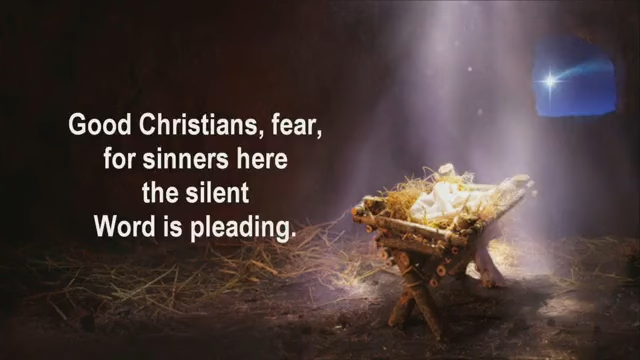 Good Christians, fear,
for sinners here
the silent
Word is pleading.